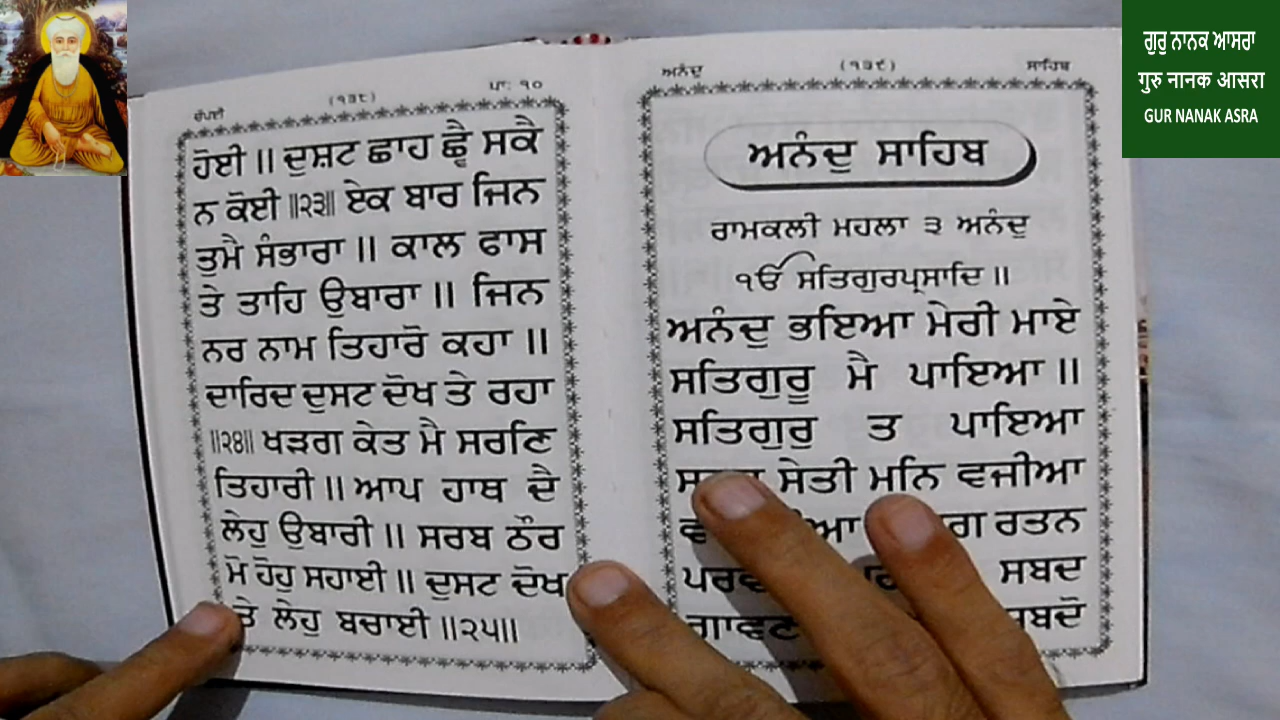 ਚੌਪਈ (੧੩੮) ਪਾ: ੧੦
ਹੋਈ ॥ ਦੁਸ਼ਟ ਛਾਹ ਛ੍ਵੈ ਸਕੈ
ਨ ਕੋਈ ॥੨੩॥ ਏਕ ਬਾਰ ਜਿਨ
ਤੁਮੈ ਸੰਭਾਰਾ ॥ ਕਾਲ ਫਾਸ
ਤੇ ਤਾਹਿ ਉਬਾਰਾ ॥ ਜਿਨ
ਨਰ ਨਾਮ ਤਿਹਾਰੋ ਕਹਾ ॥
ਦਾਰਿਦ ਦੁਸਟ ਦੋਖ ਤੇ ਰਹਾ
॥੨੪॥ ਖੜਗ ਕੇਤ ਮੈ ਸਰਣਿ
ਤਿਹਾਰੀ ॥ ਆਪ ਹਾਥ ਦੈ
ਲੇਹੁ ਉਬਾਰੀ ॥ ਸਰਬ ਠੌਰ
ਮੋ ਹੋਹੁ ਸਹਾਈ ॥ ਦੁਸਟ ਦੋਖ
ਤੇ ਲੇਹੁ ਬਚਾਈ ॥੨੫॥
ਅਨੰਦੁ (੧੩੯) ਸਾਹਿਬ
ਅਨੰਦੁ ਸਾਹਿਬ
ਰਾਮਕਲੀ ਮਹਲਾ ੩ ਅਨੰਦੁ
ੴ ਸਤਿਗੁਰਪ੍ਰਸਾਦਿ ॥
ਅਨੰਦੁ ਭਇਆ ਮੇਰੀ ਮਾਏ
ਸਤਿਗੁਰੂ ਮੈ ਪਾਇਆ ॥
ਸਤਿਗੁਰੁ ਤ ਪਾਇਆ
ਸੇਤੀ ਮਨਿ ਵਜੀਆ
ਰਤਨ
ਸਬਦ
ਗੁਰੂ ਨਾਨਕ ਆਸਰਾ
गुरु नानक आसरा
GUR NANAK ASRA